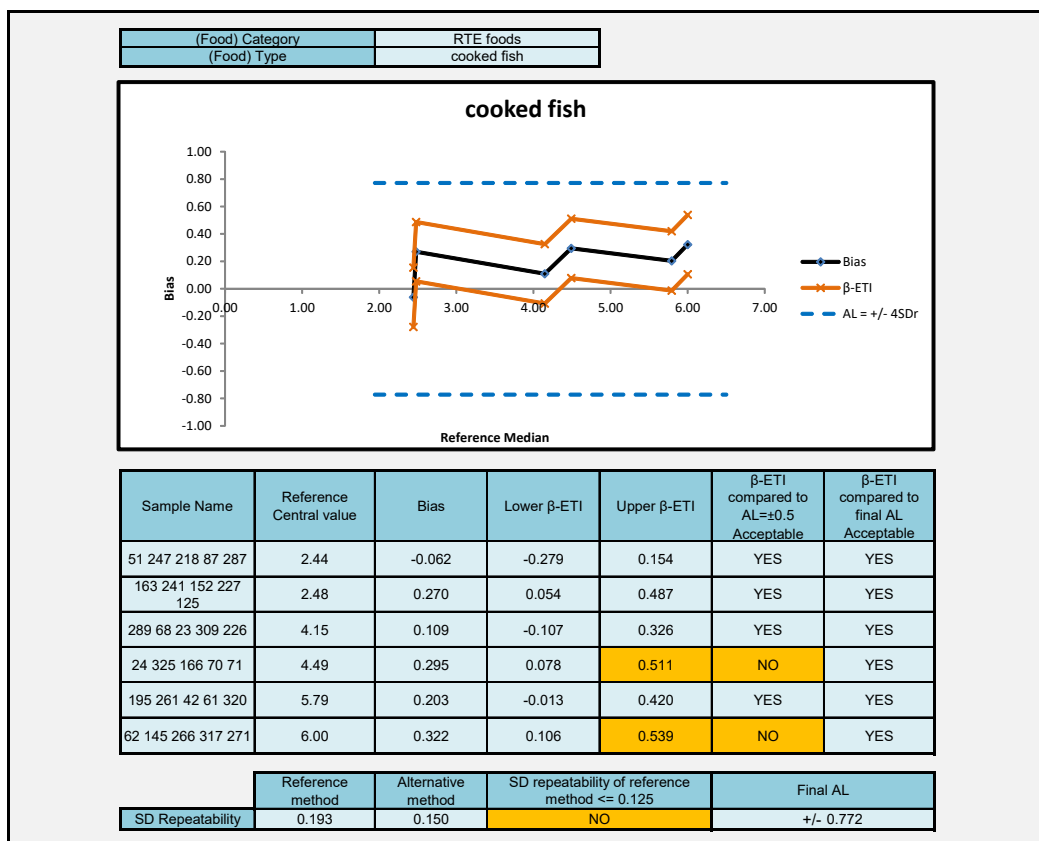 (Food) Category RTE foods
(Food) Type cooked fish
cooked fish
1.00
0.80
0.60
0.40
0.20
0.00
-0.20
-0.40
-0.60
-0.80
-1.00
0.00 1.00 2.00 3.00 4.00 5.00 6.00 7.00
Bias
Reference Median
Bias
β-ETI
AL = +/- 4SDr
Sample Name Reference Central value Bias Lower β-ETI Upper β-ETI β-ETI compared to AL=±0.5 Acceptable β-ETI compared to final AL Acceptable
51 247 218 87 287 2.44 -0.062 -0.279 0.154 YES YES
163 241 152 227 125 2.48 0.270 0.054 0.487 YES YES
289 68 23 309 226 4.15 0.109 -0.107 0.326 YES YES
24 325 166 70 71 4.49 0.295 0.078 0.511 NO YES
195 261 42 61 320 5.79 0.203 -0.013 0.420 YES YES
62 145 266 317 271 6.00 0.322 0.106 0.539 NO YES
Reference method Alternative method SD repeatability of reference method <= 0.125 Final AL
SD Repeatability 0.193 0.150 NO +/- 0.772